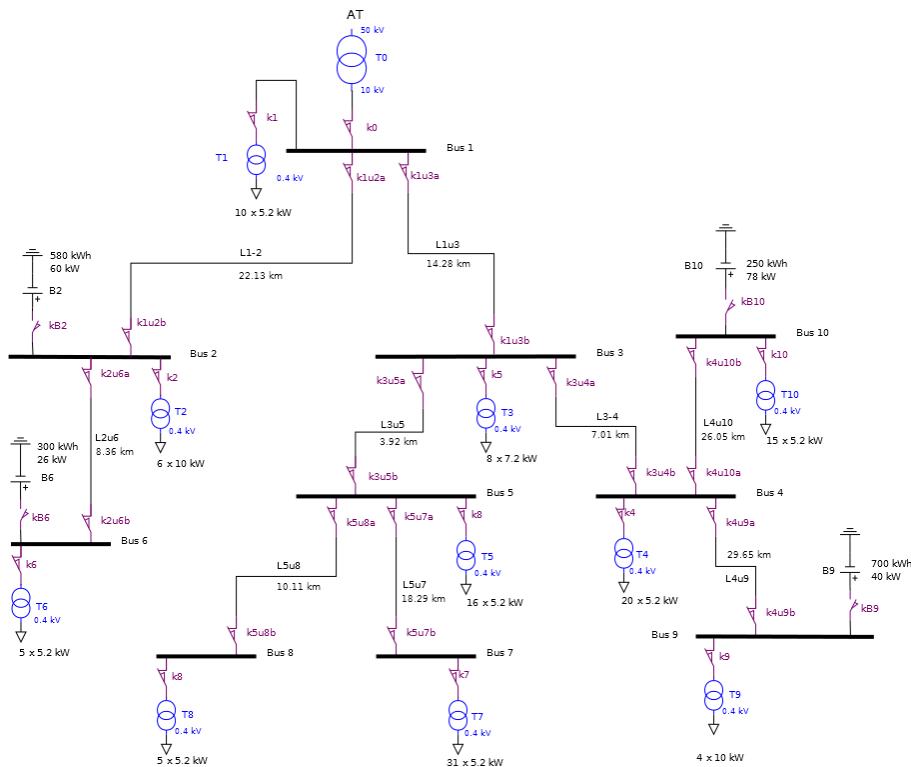 AT
50 kV
T0
10 kV
k1
k0
T1
Bus 1
0.4 kV
k1u2a
k1u3a
10 x 5.2 kW
L1-2
22.13 km
L1u3
14.28 km
580 kWh
60 kW
B2
kB2
k1u2b
Bus 2
k2u6a
k2
T2
0.4 kV
6 x 10 kW
L2u6
8.36 km
300 kWh
26 kW
B6
kB6
k2u6b
Bus 6
k6
T6
0.4 kV
5 x 5.2 kW
k1u3b
Bus 3
k3u5a
k5
k3u4a
T3
0.4 kV
8 x 7.2 kW
L3u5
3.92 km
L3-4
7.01 km
k3u5b
k3u4b
k4u10a
Bus 5
Bus 4
k5u8a
k5u7a
k8
T5
0.4 kV
16 x 5.2 kW
L5u8
10.11 km
L5u7
18.29 km
k5u8b
Bus 8
k8
T8
0.4 kV
5 x 5.2 kW
k5u7b
Bus 7
k7
T7
0.4 kV
31 x 5.2 kW
B10
250 kWh
78 kW
kB10
Bus 10
k4u10b
k10
T10
0.4 kV
15 x 5.2 kW
L4u10
26.05 km
k4
T4
0.4 kV
20 x 5.2 kW
k4u9a
29.65 km
L4u9
B9
700 kWh
40 kW
kB9
k4u9b
Bus 9
k9
T9
0.4 kV
4 x 10 kW